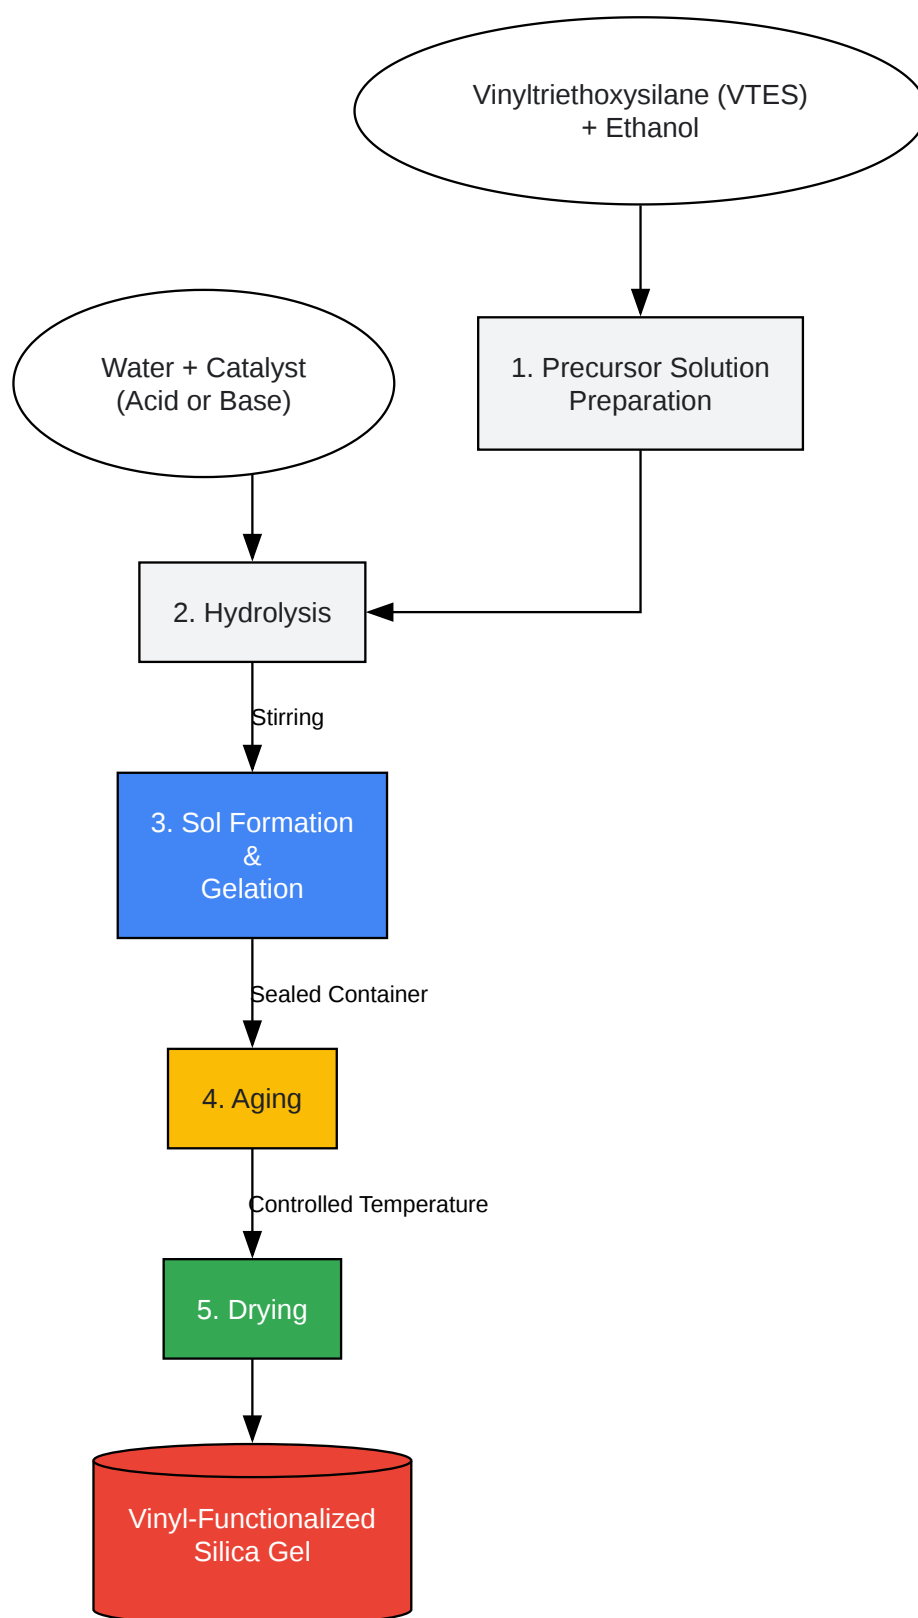 Vinyltriethoxysilane (VTES)
+ Ethanol
Water + Catalyst
(Acid or Base)
1. Precursor Solution
Preparation
2. Hydrolysis
Stirring
3. Sol Formation
&
Gelation
Sealed Container
4. Aging
Controlled Temperature
5. Drying
Vinyl-Functionalized
Silica Gel